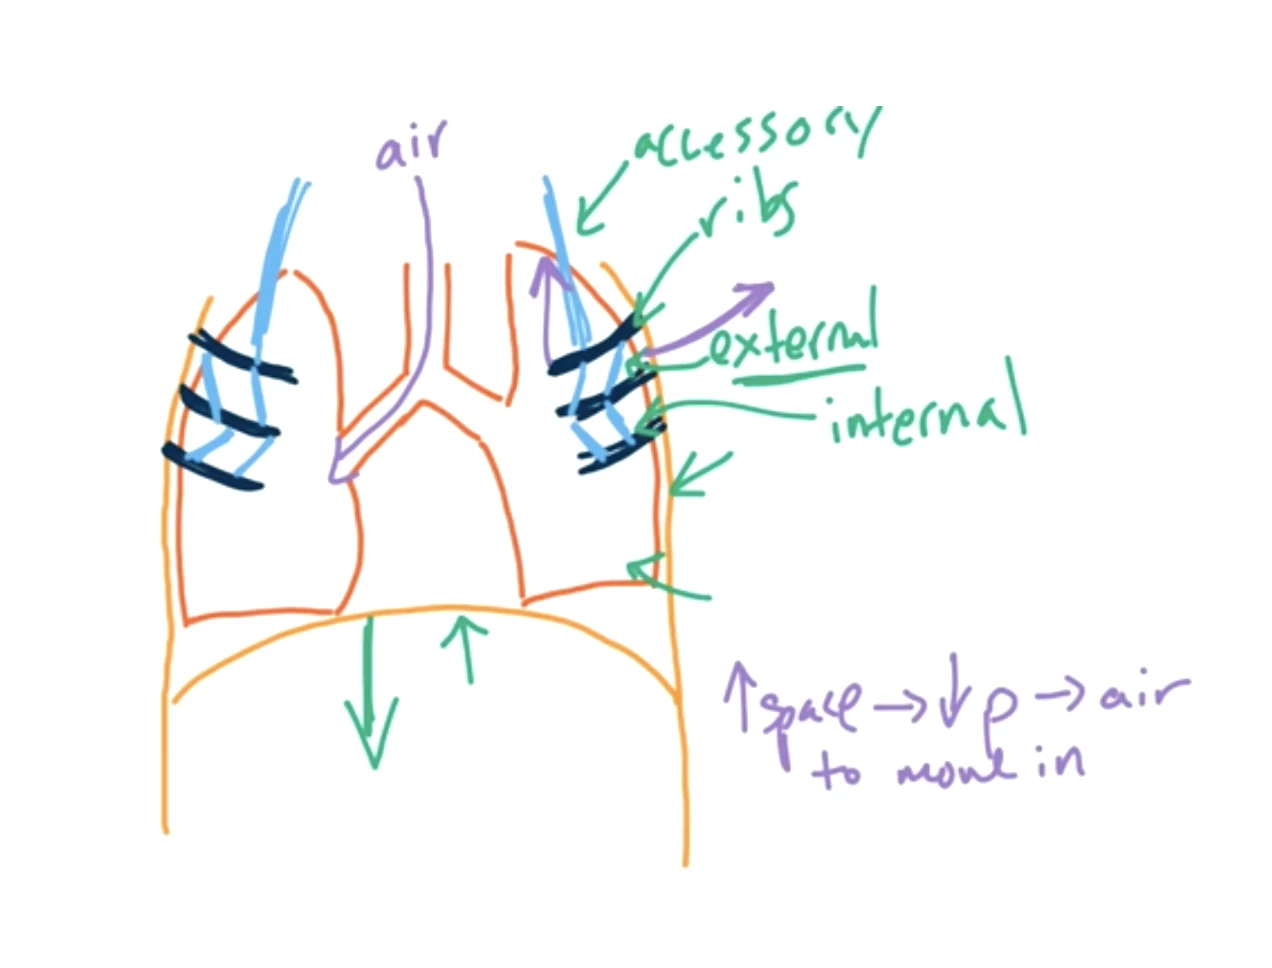 air
accessory
ribs
external
internal
↑space → ↓p → air
to move in